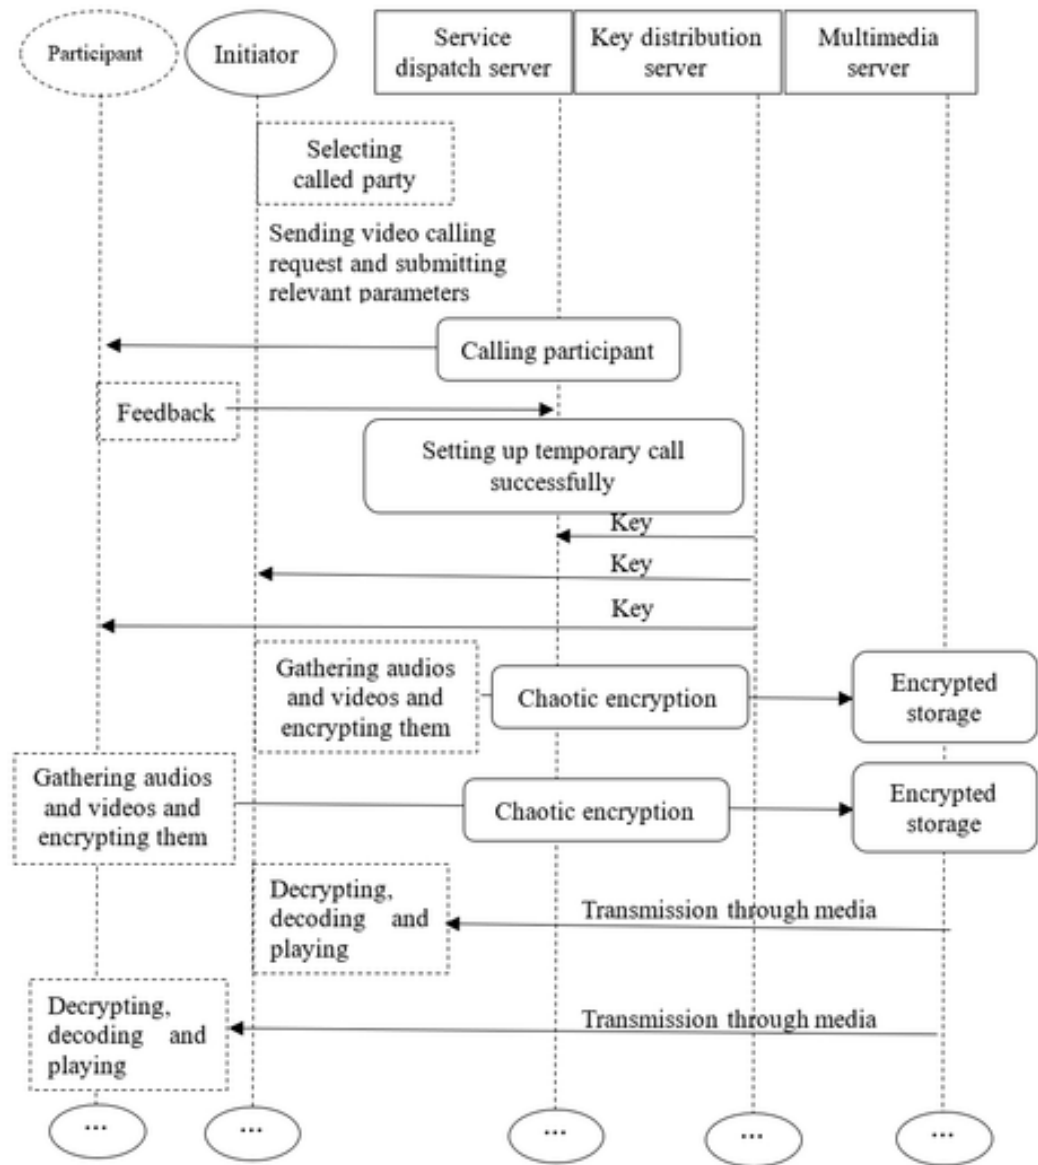 Participant
Initiator
Service
dispatch server
Key distribution
server
Multimedia
server
Selecting
called party
Sending video calling
request and submitting
relevant parameters
Calling participant
Feedback
Setting up temporary call
successfully
Key
Key
Key
Gathering audios
and videos and
encrypting them
Chaotic encryption
Encrypted
storage
Gathering audios
and videos and
encrypting them
Chaotic encryption
Encrypted
storage
Decrypting,
decoding and
playing
Transmission through media
Decrypting,
decoding and
playing
Transmission through media
...
...
...
...
...